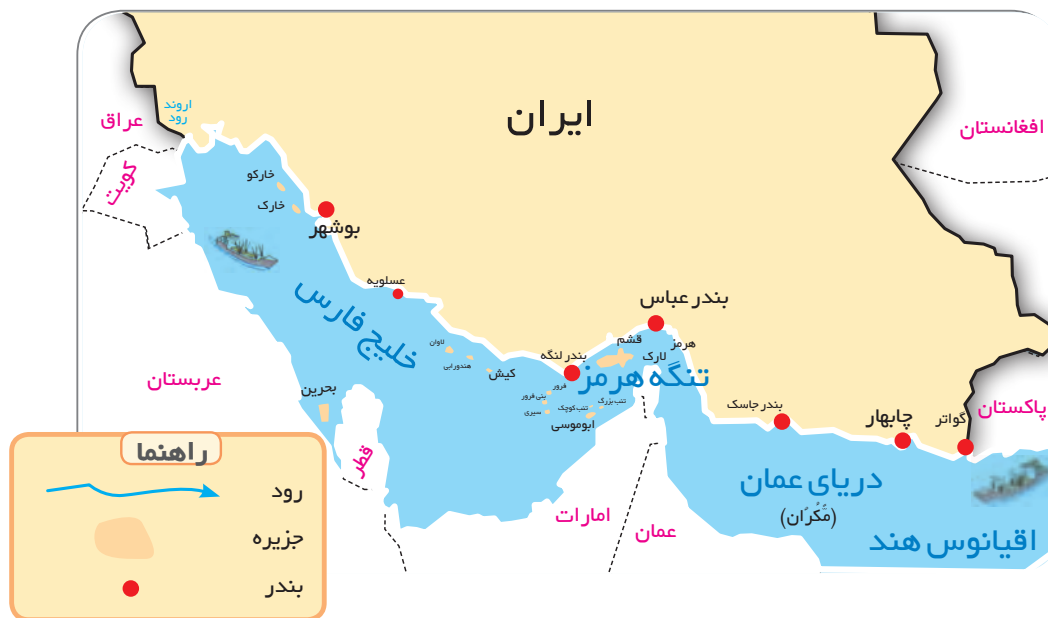 ایران
اروند
رود
عراق
کویت
افغانستان
خارکو
خارک
بوشهر
عسلویه
خلیج فارس
بندر عباس
هرمز
قشم
لارک
بندر لنگه
تنگه هرمز
لاوان
هندورابی
کیش
فرور
بنی فرور
سیری
تنب بزرگ
تنب کوچک
ابوموسی
عربستان
بحرین
قطر
امارات
عمان
بندر جاسک
چابهار
گواتر
پاکستان
دریای عمان
(مَکُران)
اقیانوس هند
راهنما
رود
جزیره
بندر